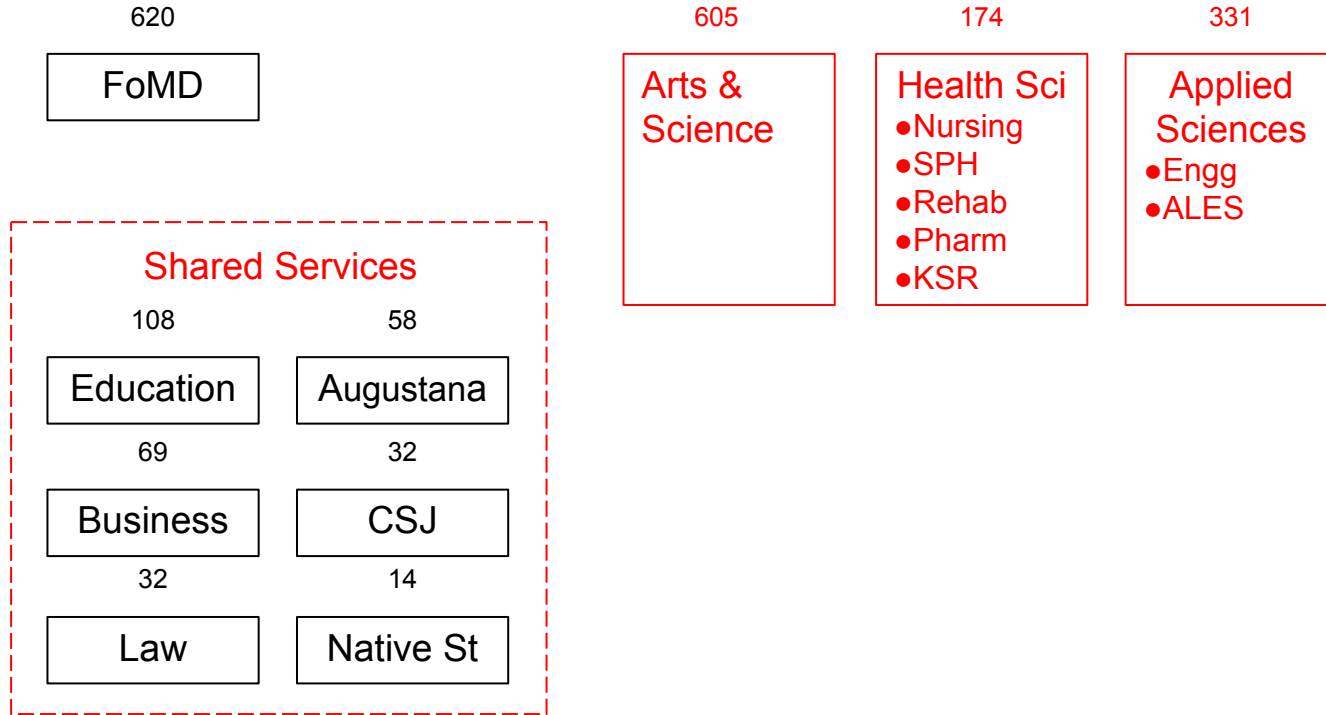 620
FoMD
605
Arts &
Science
174
Health Sci
●Nursing
●SPH
●Rehab
●Pharm
●KSR
331
Applied
Sciences
●Engg
●ALES
Shared Services
108
Education
58
Augustana
69
Business
32
CSJ
32
Law
14
Native St